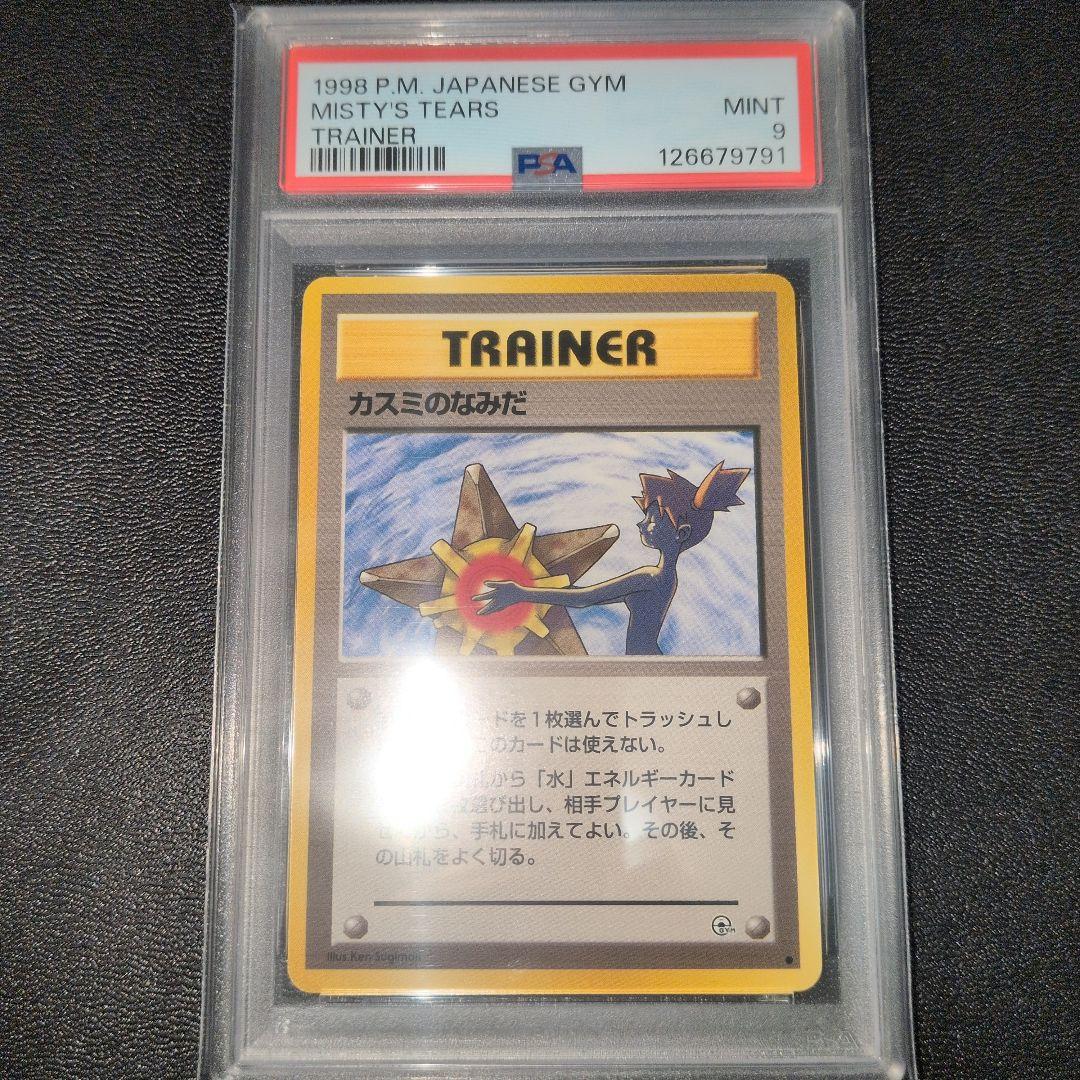 1998 P.M. JAPANESE GYM
MISTY'S TEARS
MINT
TRAINER
9
PSA
126679791
TRAINER
カスミのなみだ
ドを1枚選んでトラッシュし
のカードは使えない。
札から「水」エネルギーカード
選び出し、相手プレイヤーに見
せてから、手札に加えてよい。その後、そ
の山札をよく切る。
GYM
Illus. Ken Sugimori